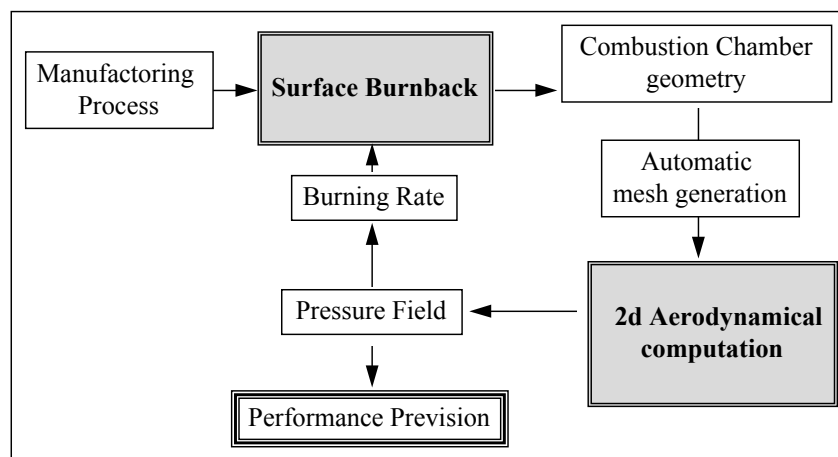 Manufactoring
Process
Surface Burnback
Combustion Chamber
geometry
Automatic
mesh generation
Burning Rate
2d Aerodynamical
computation
Pressure Field
Performance Prevision